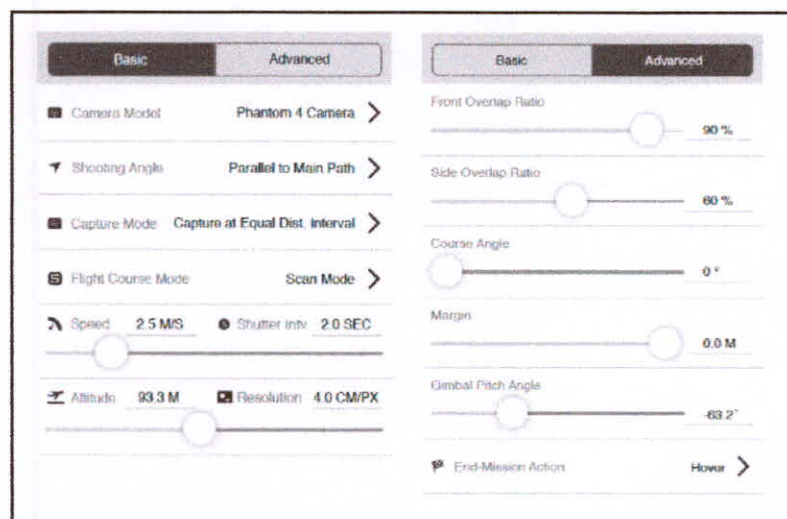 Basic Advanced
Camera Model Phantom 4 Camera
Shooting Angle Parallel to Main Path
Capture Mode Capture at Equal Dist. Interval
Flight Course Mode Scan Mode
Speed 2.5 M/S Shutter Intv 2.0 SEC
Altitude 93.3 M Resolution 4.0 CM/PX
Basic Advanced
Front Overlap Ratio
90 %
Side Overlap Ratio
60 %
Course Angle
0 °
Margin
0.0 M
Gimbal Pitch Angle
-63.2°
End-Mission Action Hover